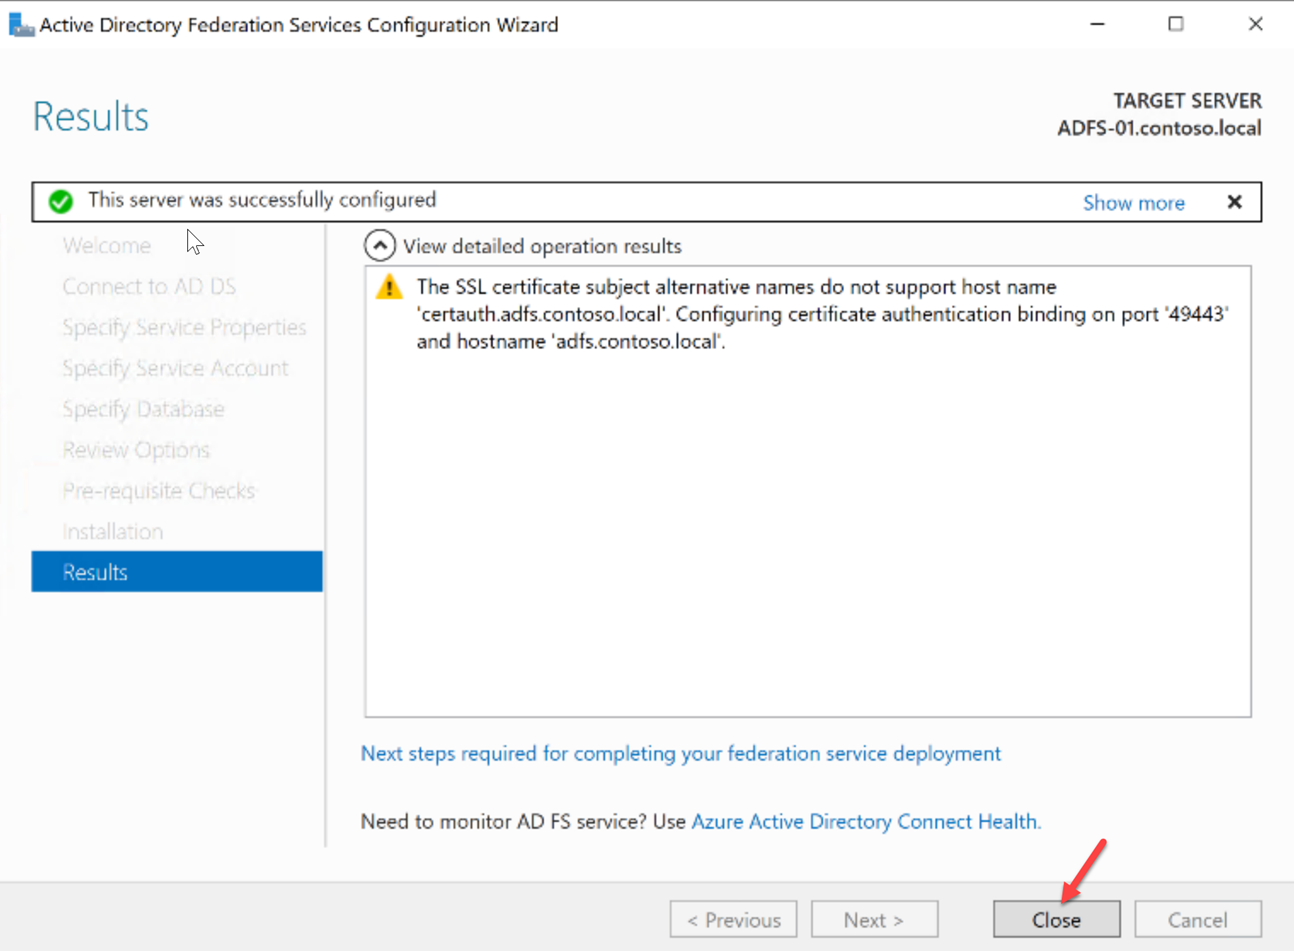 Active Directory Federation Services Configuration Wizard
Results
TARGET SERVER
ADFS-01.contoso.local
This server was successfully configured
Show more
Welcome
Connect to AD DS
Specify Service Properties
Specify Service Account
Specify Database
Review Options
Pre-requisite Checks
Installation
Results
View detailed operation results
The SSL certificate subject alternative names do not support host name
'certauth.adfs.contoso.local'. Configuring certificate authentication binding on port '49443'
and hostname 'adfs.contoso.local'.
Next steps required for completing your federation service deployment
Need to monitor AD FS service? Use Azure Active Directory Connect Health.
< Previous
Next >
Close
Cancel